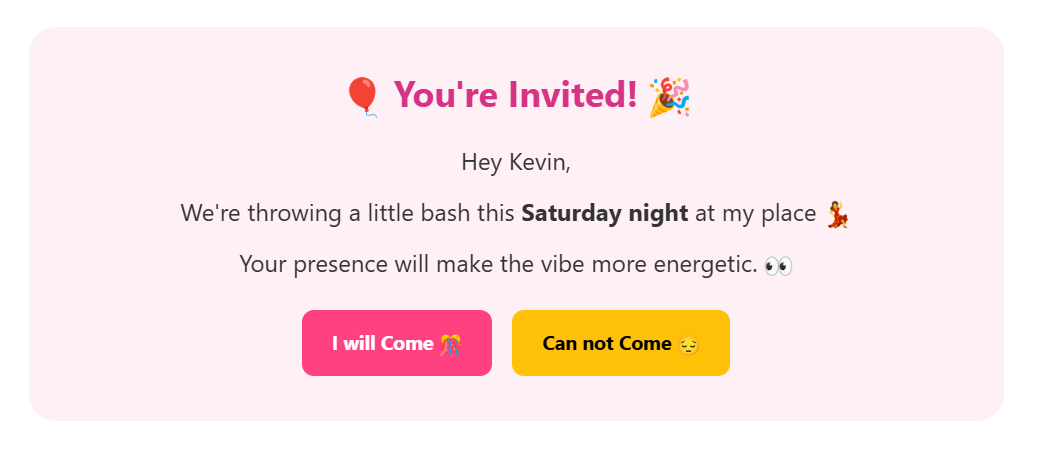 🎈 You're Invited! 🎉
Hey Kevin,
We're throwing a little bash this Saturday night at my place 💃
Your presence will make the vibe more energetic. 👀
I will Come 🎊
Can not Come 😔